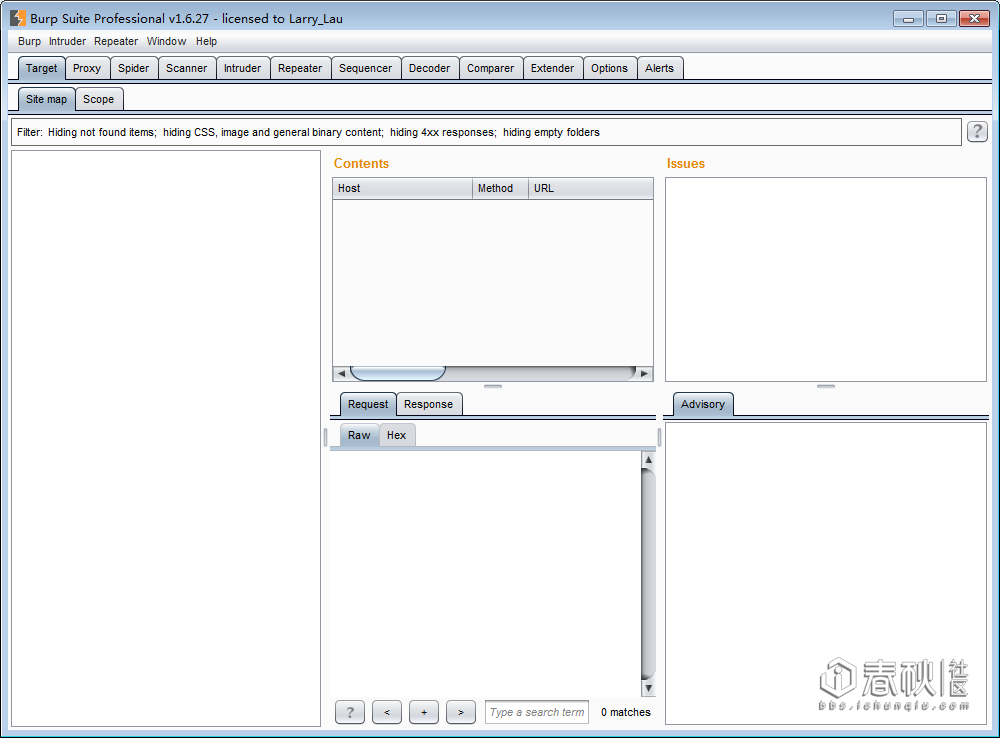 Burp Suite Professional v1.6.27 - licensed to Larry_Lau
Burp Intruder Repeater Window Help
Target Proxy Spider Scanner Intruder Repeater Sequencer Decoder Comparer Extender Options Alerts
Site map Scope
Filter: Hiding not found items; hiding CSS, image and general binary content; hiding 4xx responses; hiding empty folders
?
Contents
Host Method URL
Issues
Request Response
Raw Hex
Advisory
? < + > Type a search term 0 matches
春秋社区
bbs.ichunqiu.com